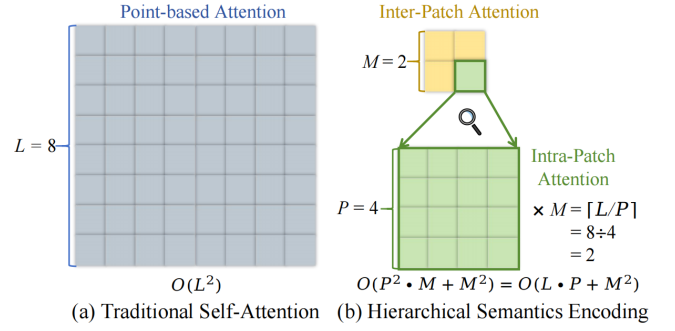 Point-based Attention
L = 8
O(L²)
(a) Traditional Self-Attention
Inter-Patch Attention
M = 2
P = 4
Intra-Patch
Attention
× M = ⌈L/P⌉
= 8÷4
= 2
O(P² • M + M²) = O(L • P + M²)
(b) Hierarchical Semantics Encoding